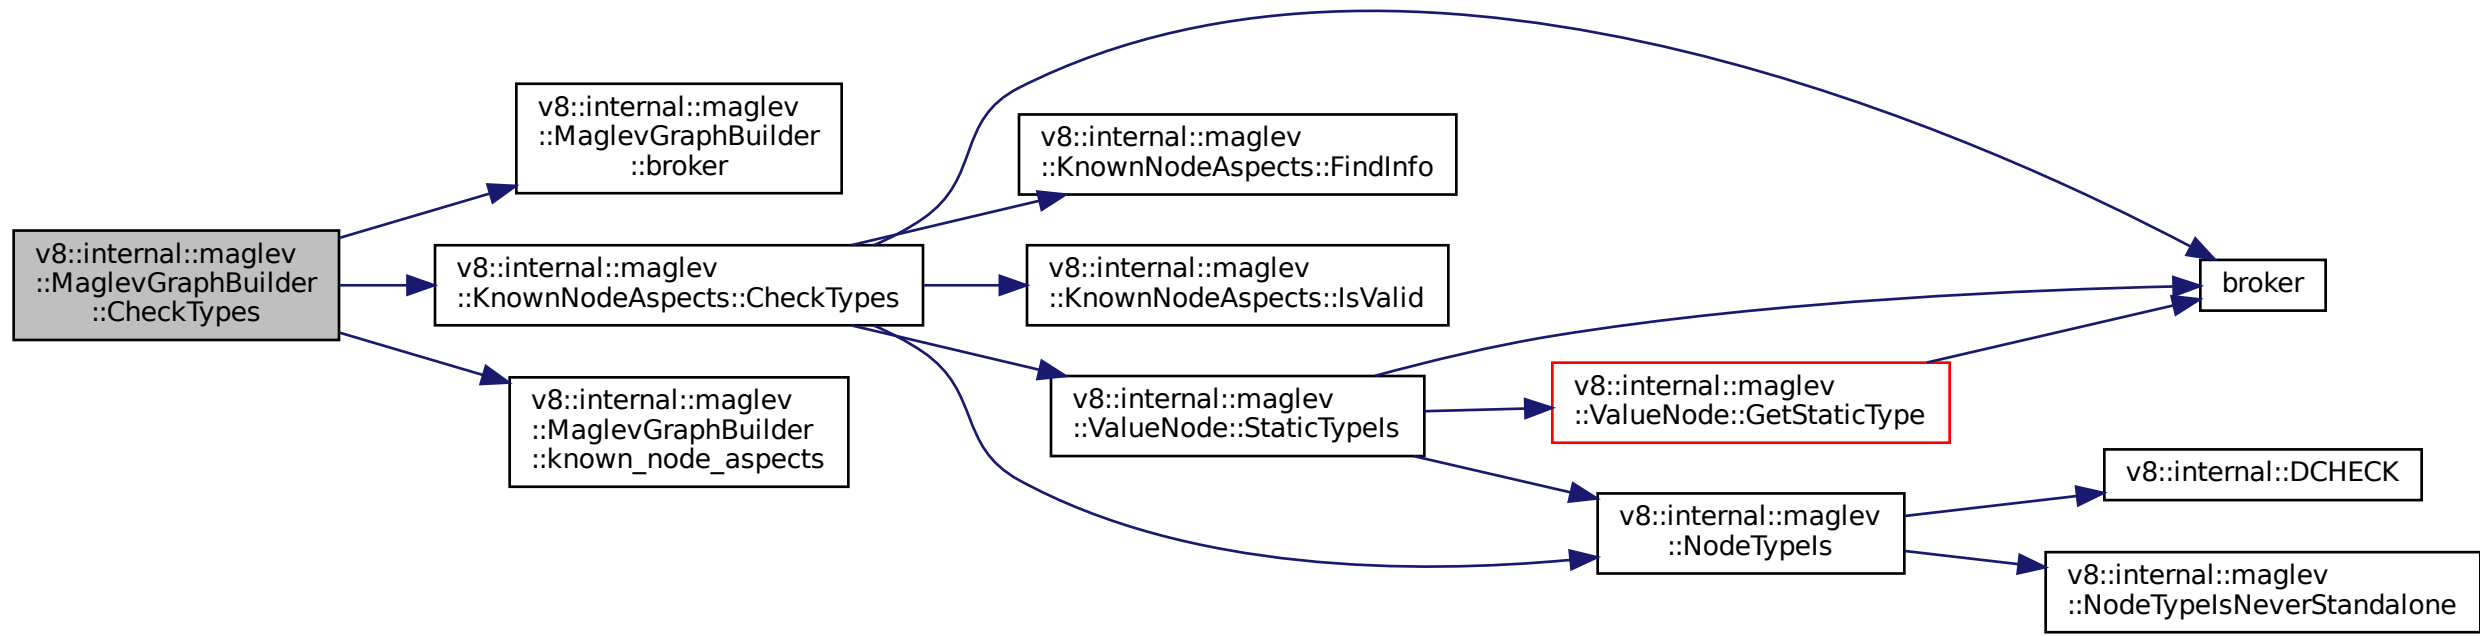 v8::internal::maglev
::MaglevGraphBuilder
::CheckTypes
v8::internal::maglev
::MaglevGraphBuilder
::broker
v8::internal::maglev
::KnownNodeAspects::CheckTypes
v8::internal::maglev
::MaglevGraphBuilder
::known_node_aspects
v8::internal::maglev
::KnownNodeAspects::FindInfo
v8::internal::maglev
::KnownNodeAspects::IsValid
v8::internal::maglev
::ValueNode::StaticTypeIs
v8::internal::maglev
::ValueNode::GetStaticType
v8::internal::maglev
::NodeTypeIs
broker
v8::internal::DCHECK
v8::internal::maglev
::NodeTypeIsNeverStandalone